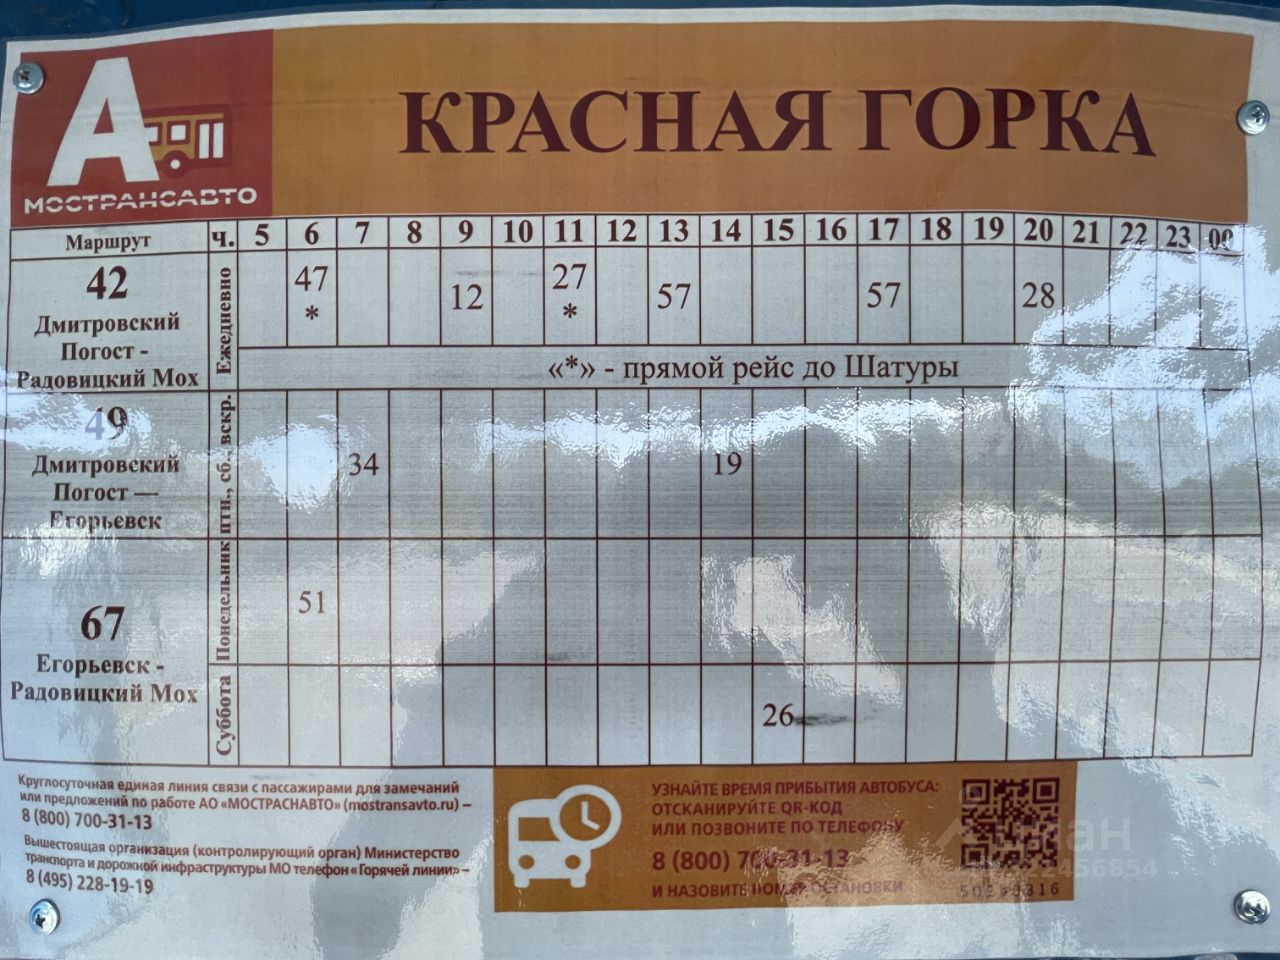 МОСТРАНСАВТО
КРАСНАЯ ГОРКА
Маршрут ч. 5 6 7 8 9 10 11 12 13 14 15 16 17 18 19 20 21 22 23 00
42
Дмитровский
Погост -
Радовицкий Мох
Ежедневно
47 * 12 27 * 57 57 28
«*» - прямой рейс до Шатуры
49
Дмитровский
Погост —
Егорьевск
птн., сб., вскр.
34 19
67
Егорьевск -
Радовицкий Мох
Понедельник
51
Суббота
26
Круглосуточная единая линия связи с пассажирами для замечаний
или предложений по работе АО «МОСТРАСНАВТО» (mostransavto.ru) –
8 (800) 700-31-13
Вышестоящая организация (контролирующий орган) Министерство
транспорта и дорожной инфраструктуры МО телефон «Горячей линии» –
8 (495) 228-19-19
УЗНАЙТЕ ВРЕМЯ ПРИБЫТИЯ АВТОБУСА:
ОТСКАНИРУЙТЕ QR-КОД
ИЛИ ПОЗВОНИТЕ ПО ТЕЛЕФОНУ
8 (800) 700-31-13
И НАЗОВИТЕ НОМЕР ОСТАНОВКИ